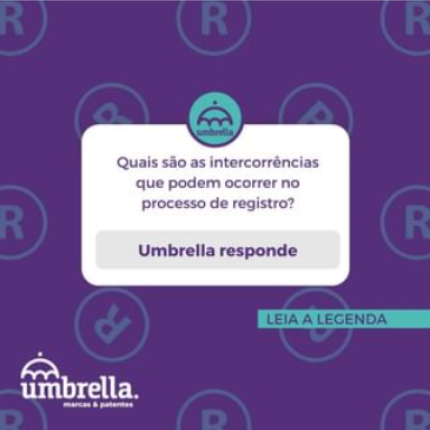 R
R
R
R
R
umbrella
Quais são as intercorrências
que podem ocorrer no
processo de registro?
Umbrella responde
R
R
LEIA A LEGENDA
R
R
umbrella.
marcas & patentes
R
R
R